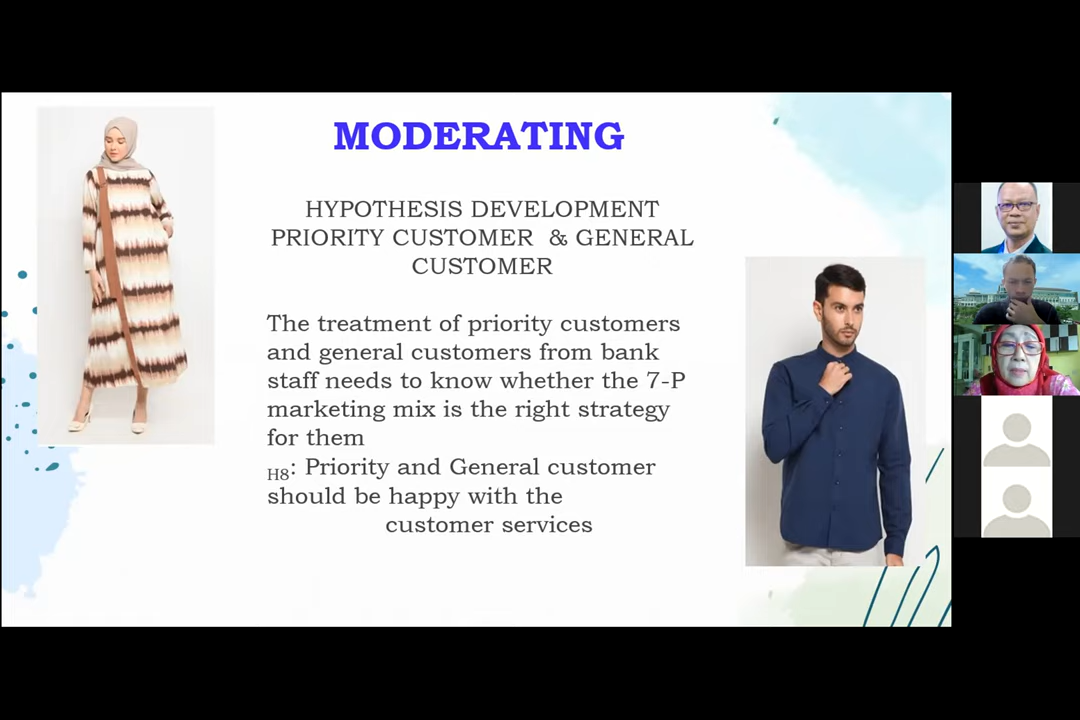 MODERATING
HYPOTHESIS DEVELOPMENT
PRIORITY CUSTOMER & GENERAL
CUSTOMER
The treatment of priority customers
and general customers from bank
staff needs to know whether the 7-P
marketing mix is the right strategy
for them
H8: Priority and General customer
should be happy with the
customer services